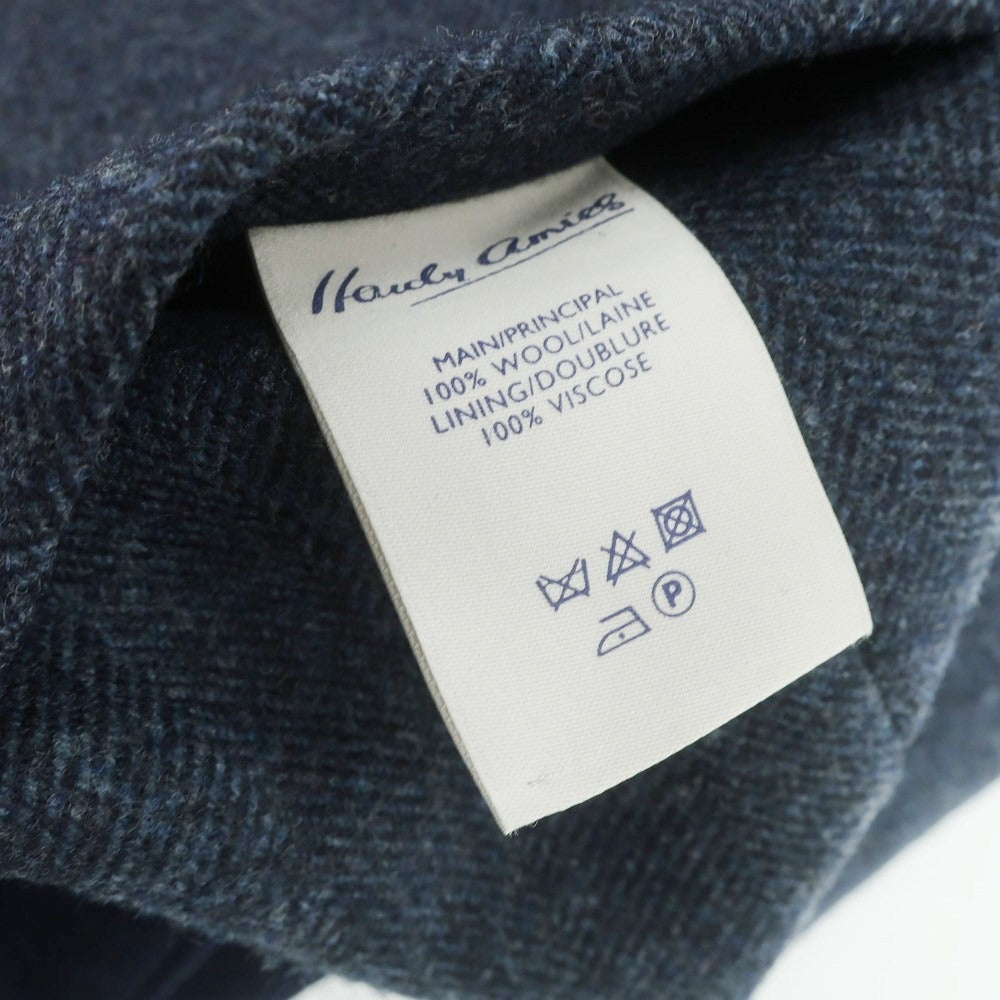 Hardy Amies
MAIN/PRINCIPAL
100% WOOL/LAINE
LINING/DOUBLURE
100% VISCOSE
P